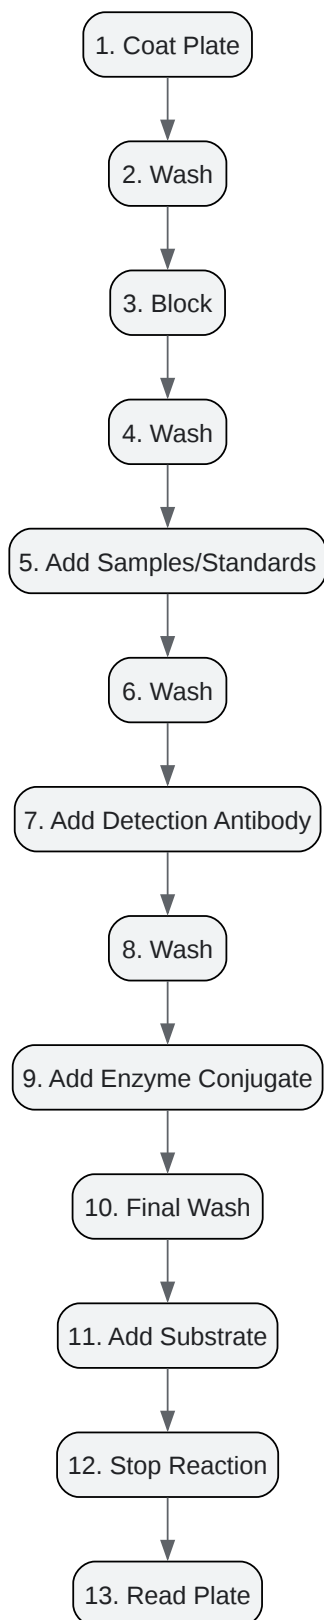 1. Coat Plate
2. Wash
3. Block
4. Wash
5. Add Samples/Standards
6. Wash
7. Add Detection Antibody
8. Wash
9. Add Enzyme Conjugate
10. Final Wash
11. Add Substrate
12. Stop Reaction
13. Read Plate